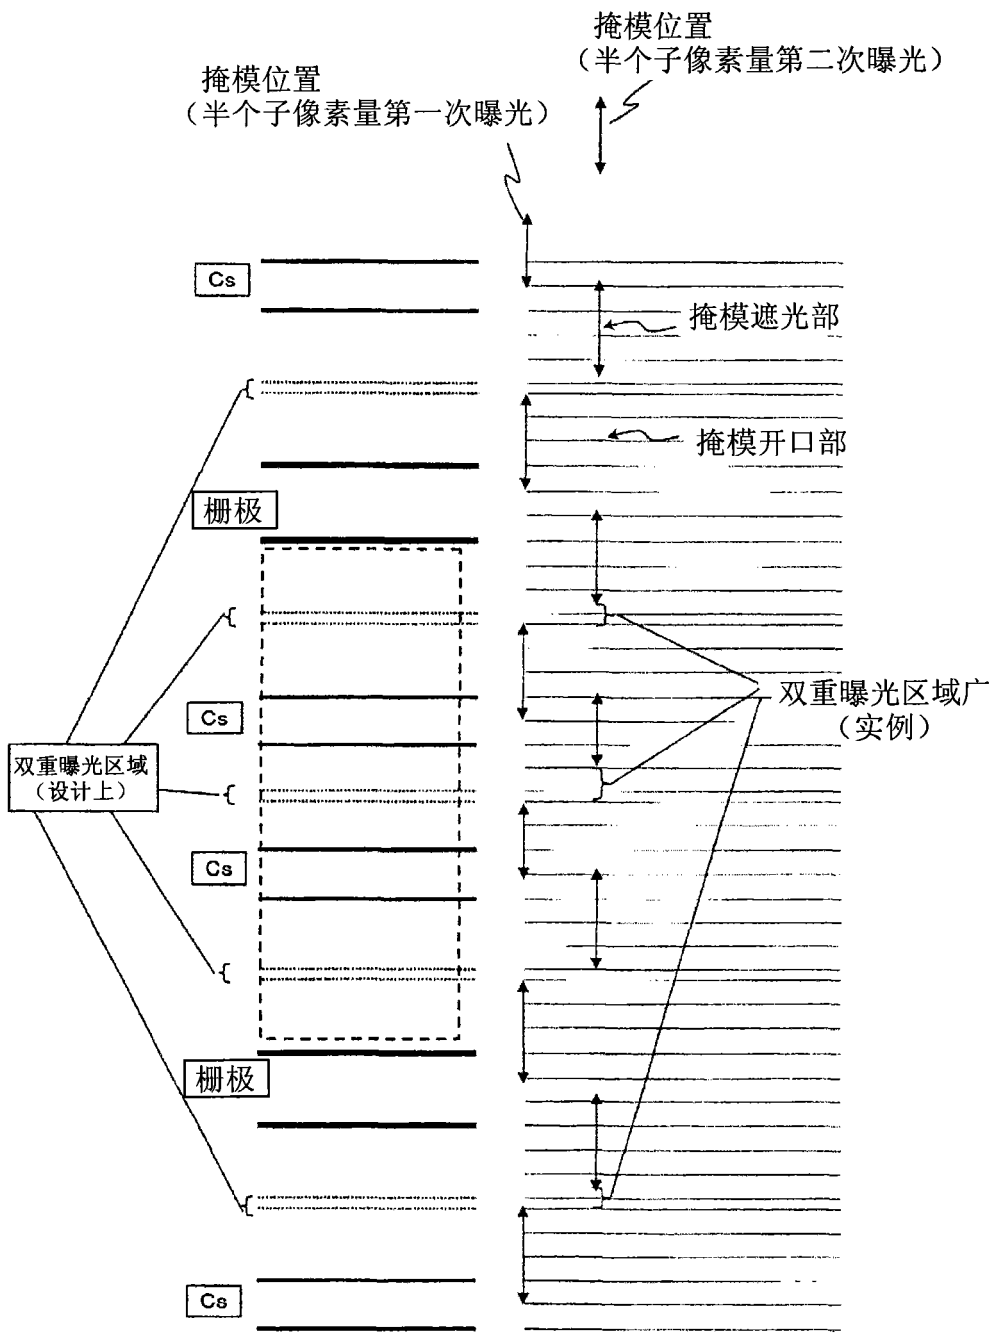 掩模位置
（半个子像素量第二次曝光）
掩模位置
（半个子像素量第一次曝光）
Cs
掩模遮光部
掩模开口部
栅极
双重曝光区域广
（实例）
Cs
双重曝光区域
（设计上）
Cs
栅极
Cs